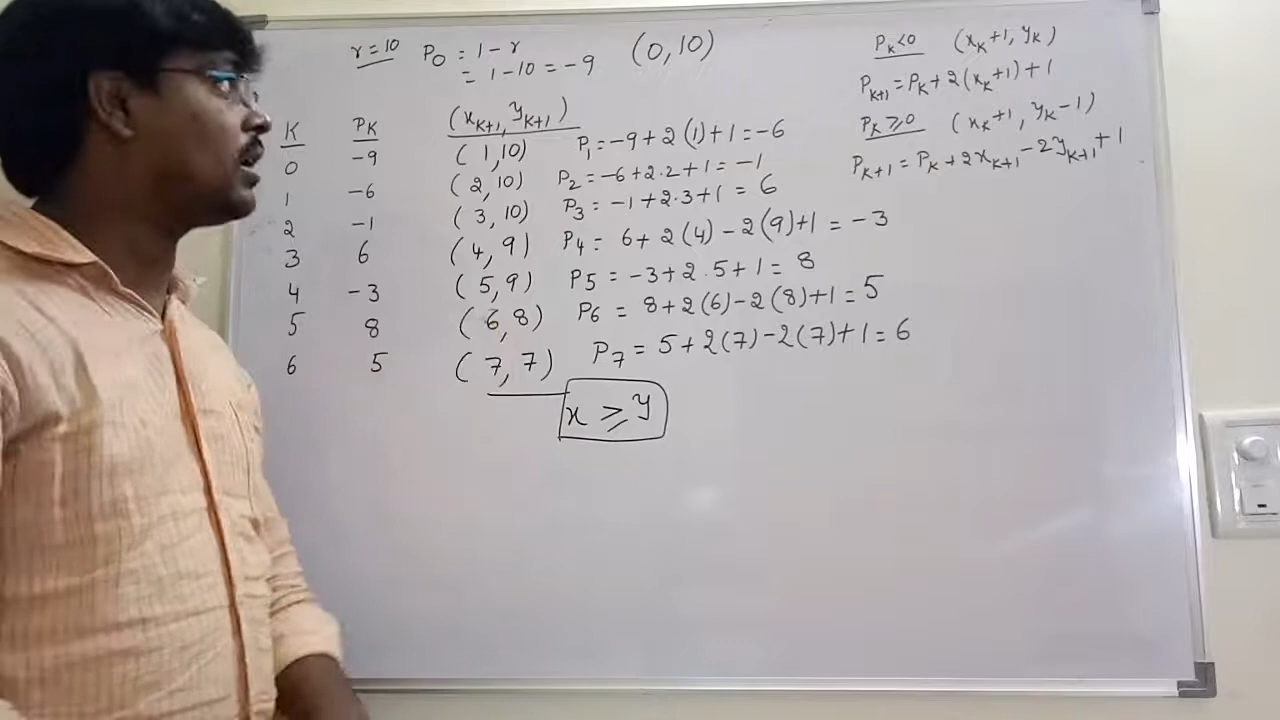 r = 10 P₀ = 1 - r (0, 10)
= 1 - 10 = -9
K Pₖ (xₖ₊₁, yₖ₊₁)
0 -9 (1, 10) P₁ = -9 + 2(1) + 1 = -6
1 -6 (2, 10) P₂ = -6 + 2.2 + 1 = -1
2 -1 (3, 10) P₃ = -1 + 2.3 + 1 = 6
3 6 (4, 9) P₄ = 6 + 2(4) - 2(9) + 1 = -3
4 -3 (5, 9) P₅ = -3 + 2.5 + 1 = 8
5 8 (6, 8) P₆ = 8 + 2(6) - 2(8) + 1 = 5
6 5 (7, 7) P₇ = 5 + 2(7) - 2(7) + 1 = 6
x ≥ y
Pₖ < 0 (xₖ + 1, yₖ)
Pₖ₊₁ = Pₖ + 2(xₖ + 1) + 1
Pₖ ≥ 0 (xₖ + 1, yₖ - 1)
Pₖ₊₁ = Pₖ + 2xₖ₊₁ - 2yₖ₊₁ + 1